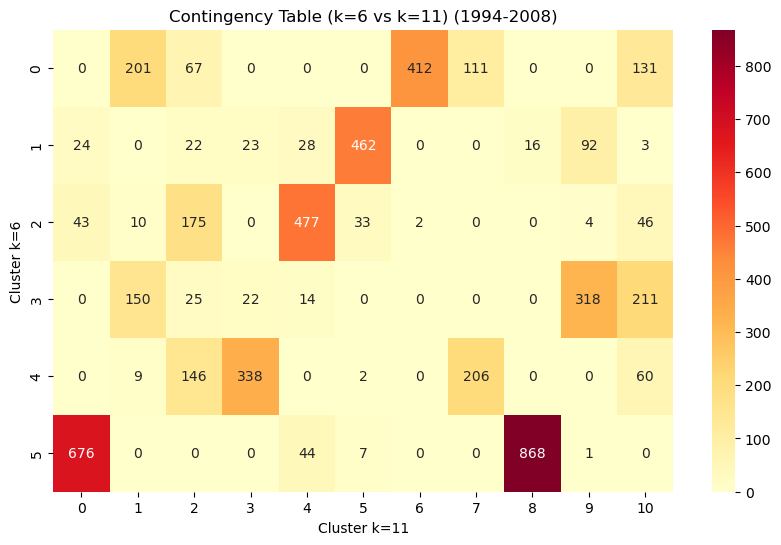 Contingency Table (k=6 vs k=11) (1994-2008)
Cluster k=6
0 0 201 67 0 0 0 412 111 0 0 131
1 24 0 22 23 28 462 0 0 16 92 3
2 43 10 175 0 477 33 2 0 0 4 46
3 0 150 25 22 14 0 0 0 0 318 211
4 0 9 146 338 0 2 0 206 0 0 60
5 676 0 0 0 44 7 0 0 868 1 0
0 1 2 3 4 5 6 7 8 9 10
Cluster k=11
800
700
600
500
400
300
200
100
0